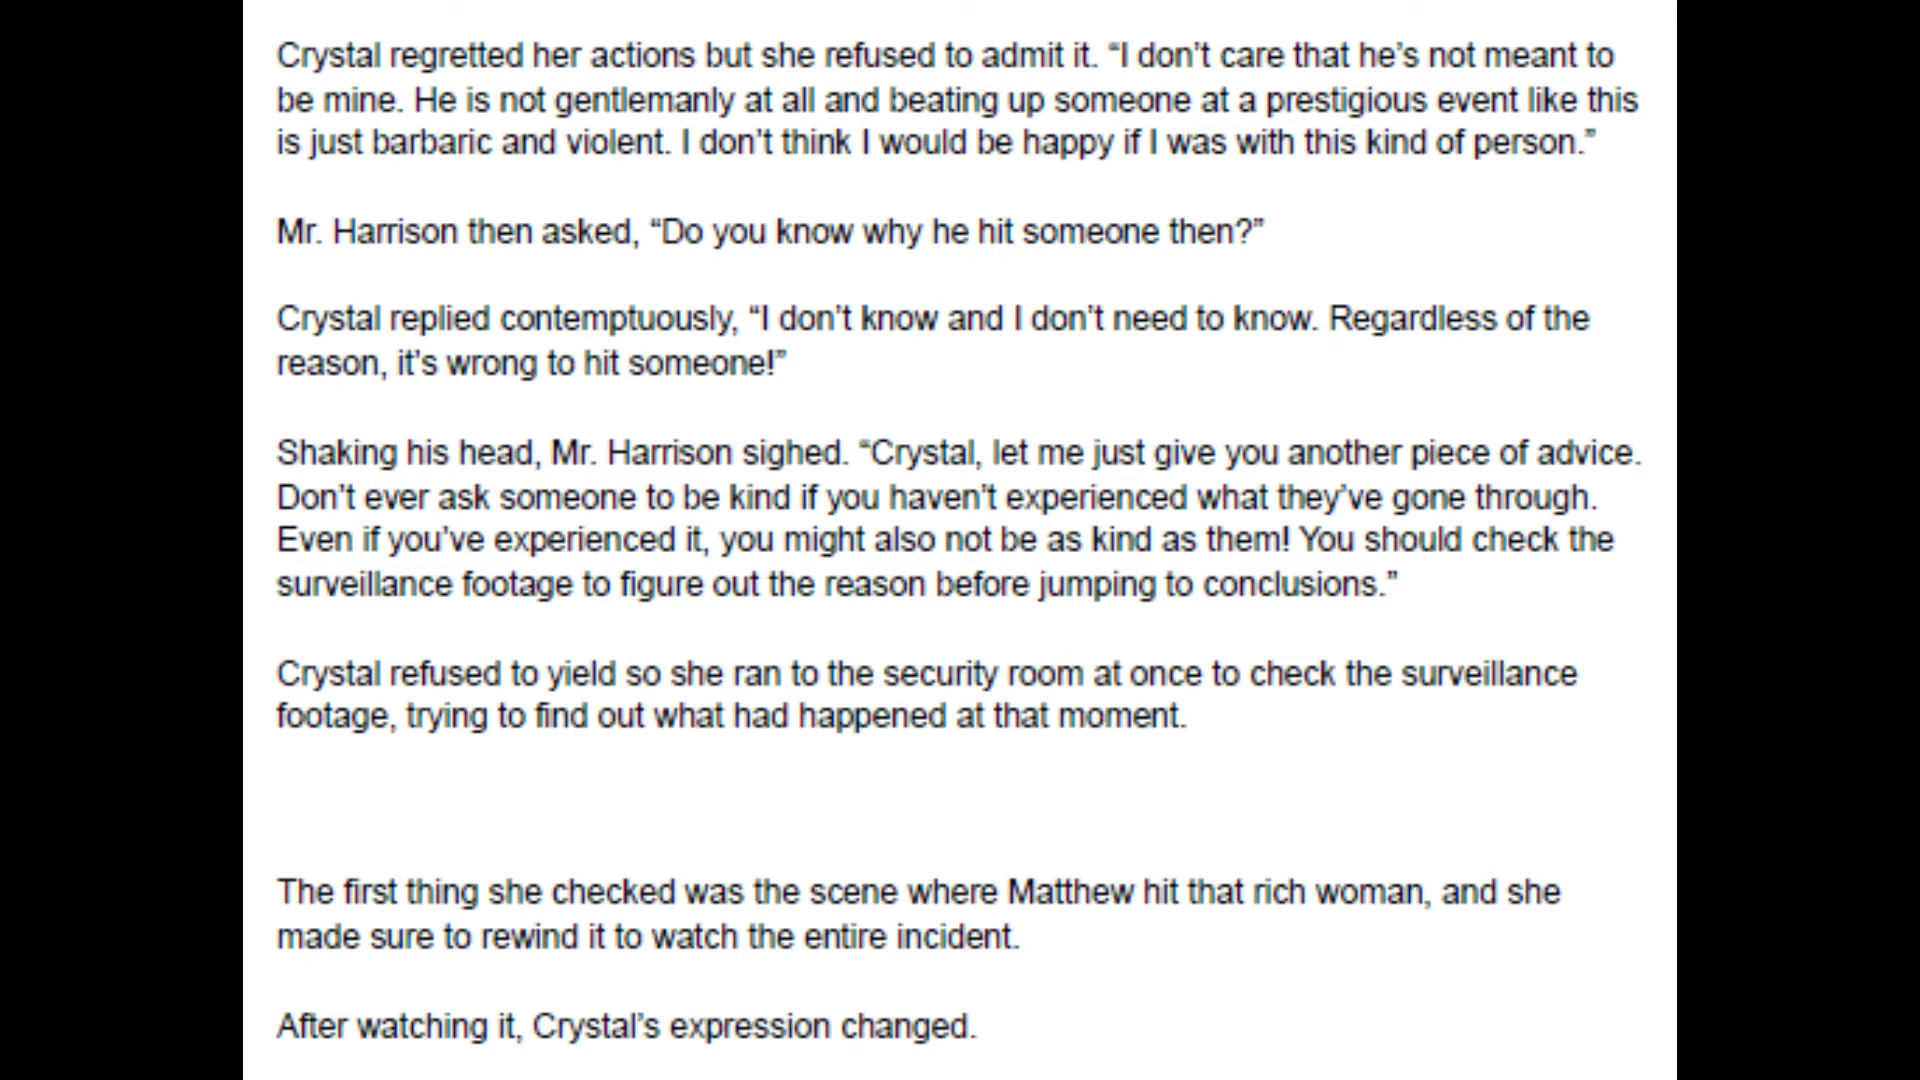 Crystal regretted her actions but she refused to admit it. “I don’t care that he’s not meant to
be mine. He is not gentlemanly at all and beating up someone at a prestigious event like this
is just barbaric and violent. I don’t think I would be happy if I was with this kind of person.”
Mr. Harrison then asked, “Do you know why he hit someone then?”
Crystal replied contemptuously, “I don’t know and I don’t need to know. Regardless of the
reason, it’s wrong to hit someone!”
Shaking his head, Mr. Harrison sighed. “Crystal, let me just give you another piece of advice.
Don’t ever ask someone to be kind if you haven’t experienced what they’ve gone through.
Even if you’ve experienced it, you might also not be as kind as them! You should check the
surveillance footage to figure out the reason before jumping to conclusions.”
Crystal refused to yield so she ran to the security room at once to check the surveillance
footage, trying to find out what had happened at that moment.
The first thing she checked was the scene where Matthew hit that rich woman, and she
made sure to rewind it to watch the entire incident.
After watching it, Crystal’s expression changed.